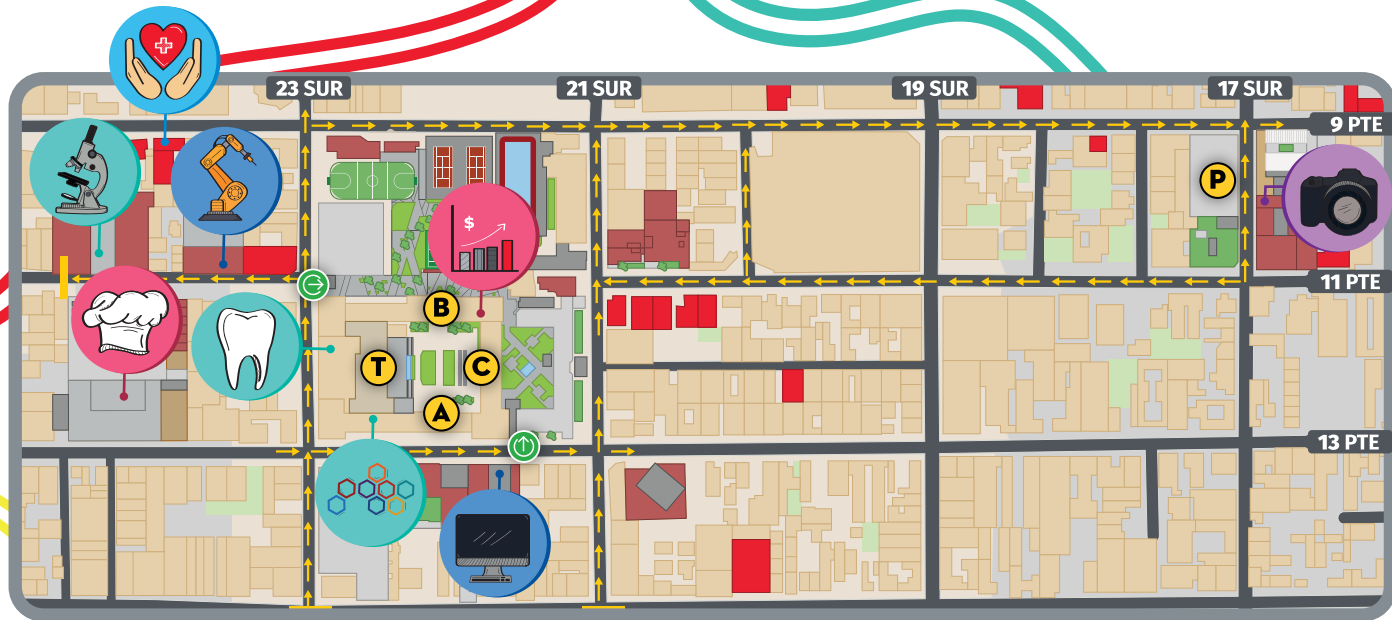 23 SUR
21 SUR
19 SUR
17 SUR
9 PTE
P
$
11 PTE
B
T
C
A
13 PTE